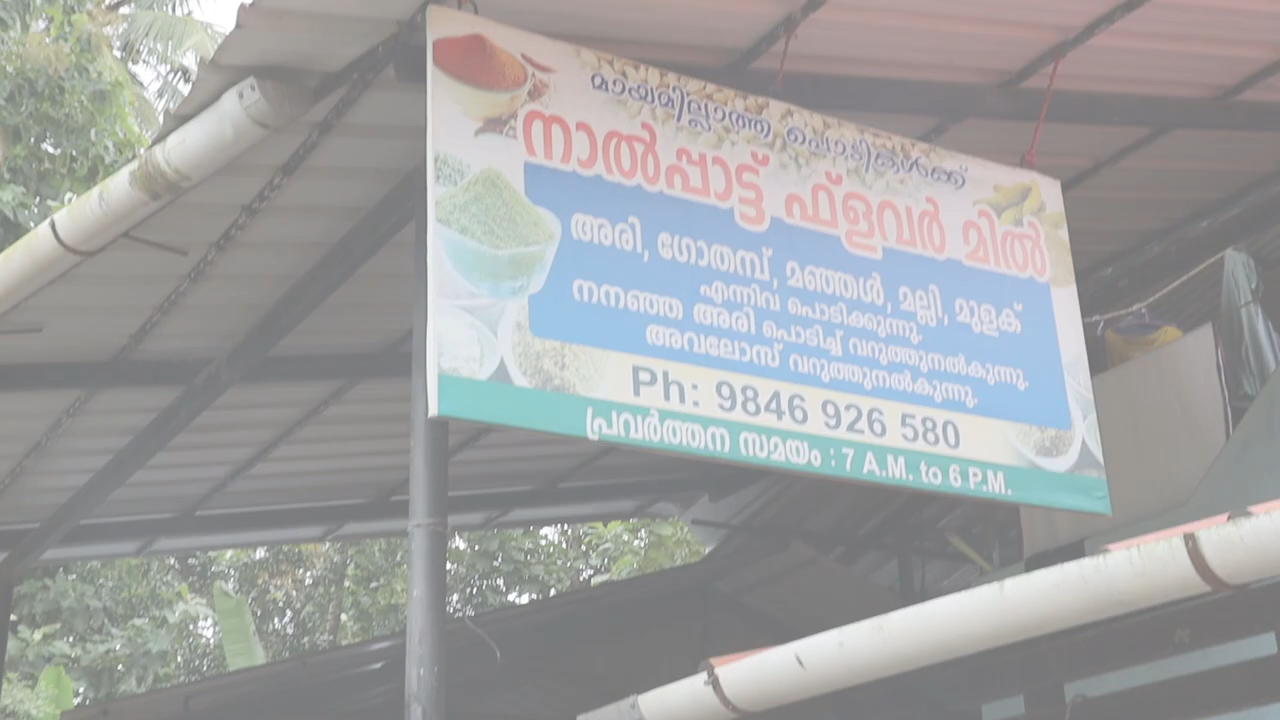 മായമില്ലാത്ത പൊടികൾക്ക്
നാൽപ്പാട്ട് ഫ്ളവർ മിൽ
അരി, ഗോതമ്പ്, മഞ്ഞൾ, മല്ലി, മുളക്
എന്നിവ പൊടിക്കുന്നു.
നനഞ്ഞ അരി പൊടിച്ച് വറുത്തുനൽകുന്നു.
അവലോസ് വറുത്തുനൽകുന്നു.
Ph: 9846 926 580
പ്രവർത്തന സമയം : 7 A.M. to 6 P.M.